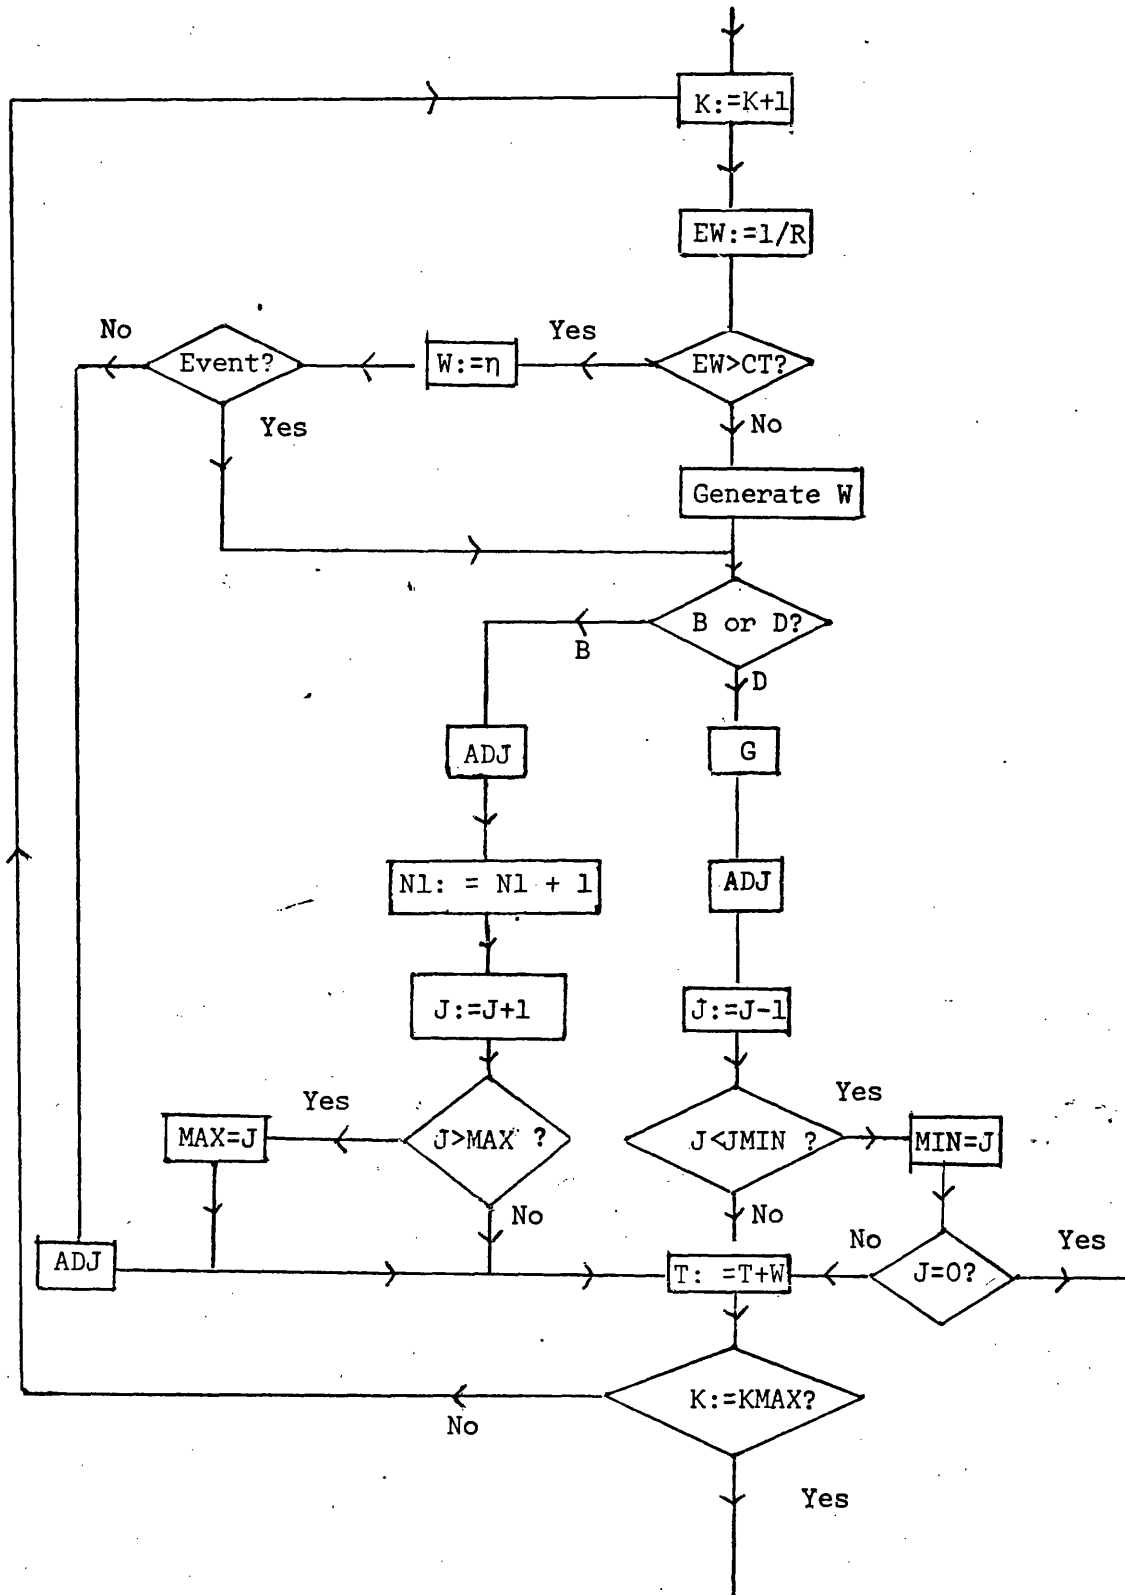 K:=K+1
EW:=1/R
No
Event?
Yes
W:=η
Yes
EW>CT?
No
Generate W
B or D?
B
D
ADJ
G
N1: = N1 + 1
ADJ
J:=J+1
J:=J-1
Yes
MAX=J
J>MAX ?
No
J<JMIN ?
Yes
MIN=J
No
ADJ
T: =T+W
No
J=0?
Yes
K:=KMAX?
No
Yes